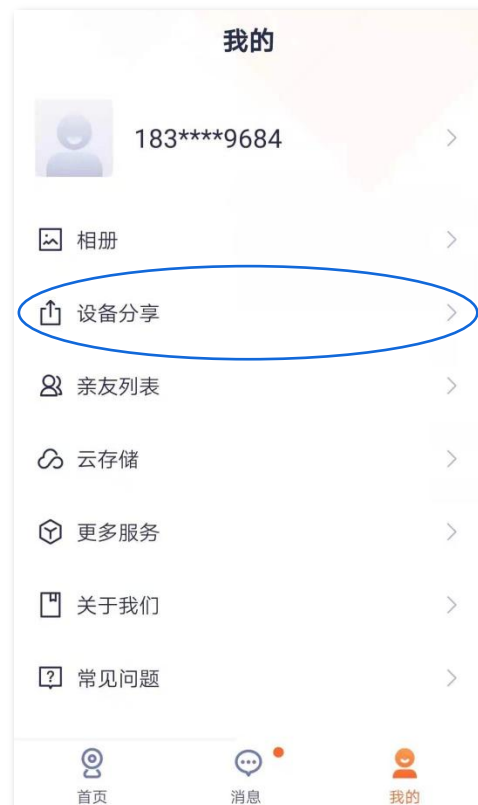 我的
183****9684
相册
设备分享
亲友列表
云存储
更多服务
关于我们
常见问题
首页
消息
我的